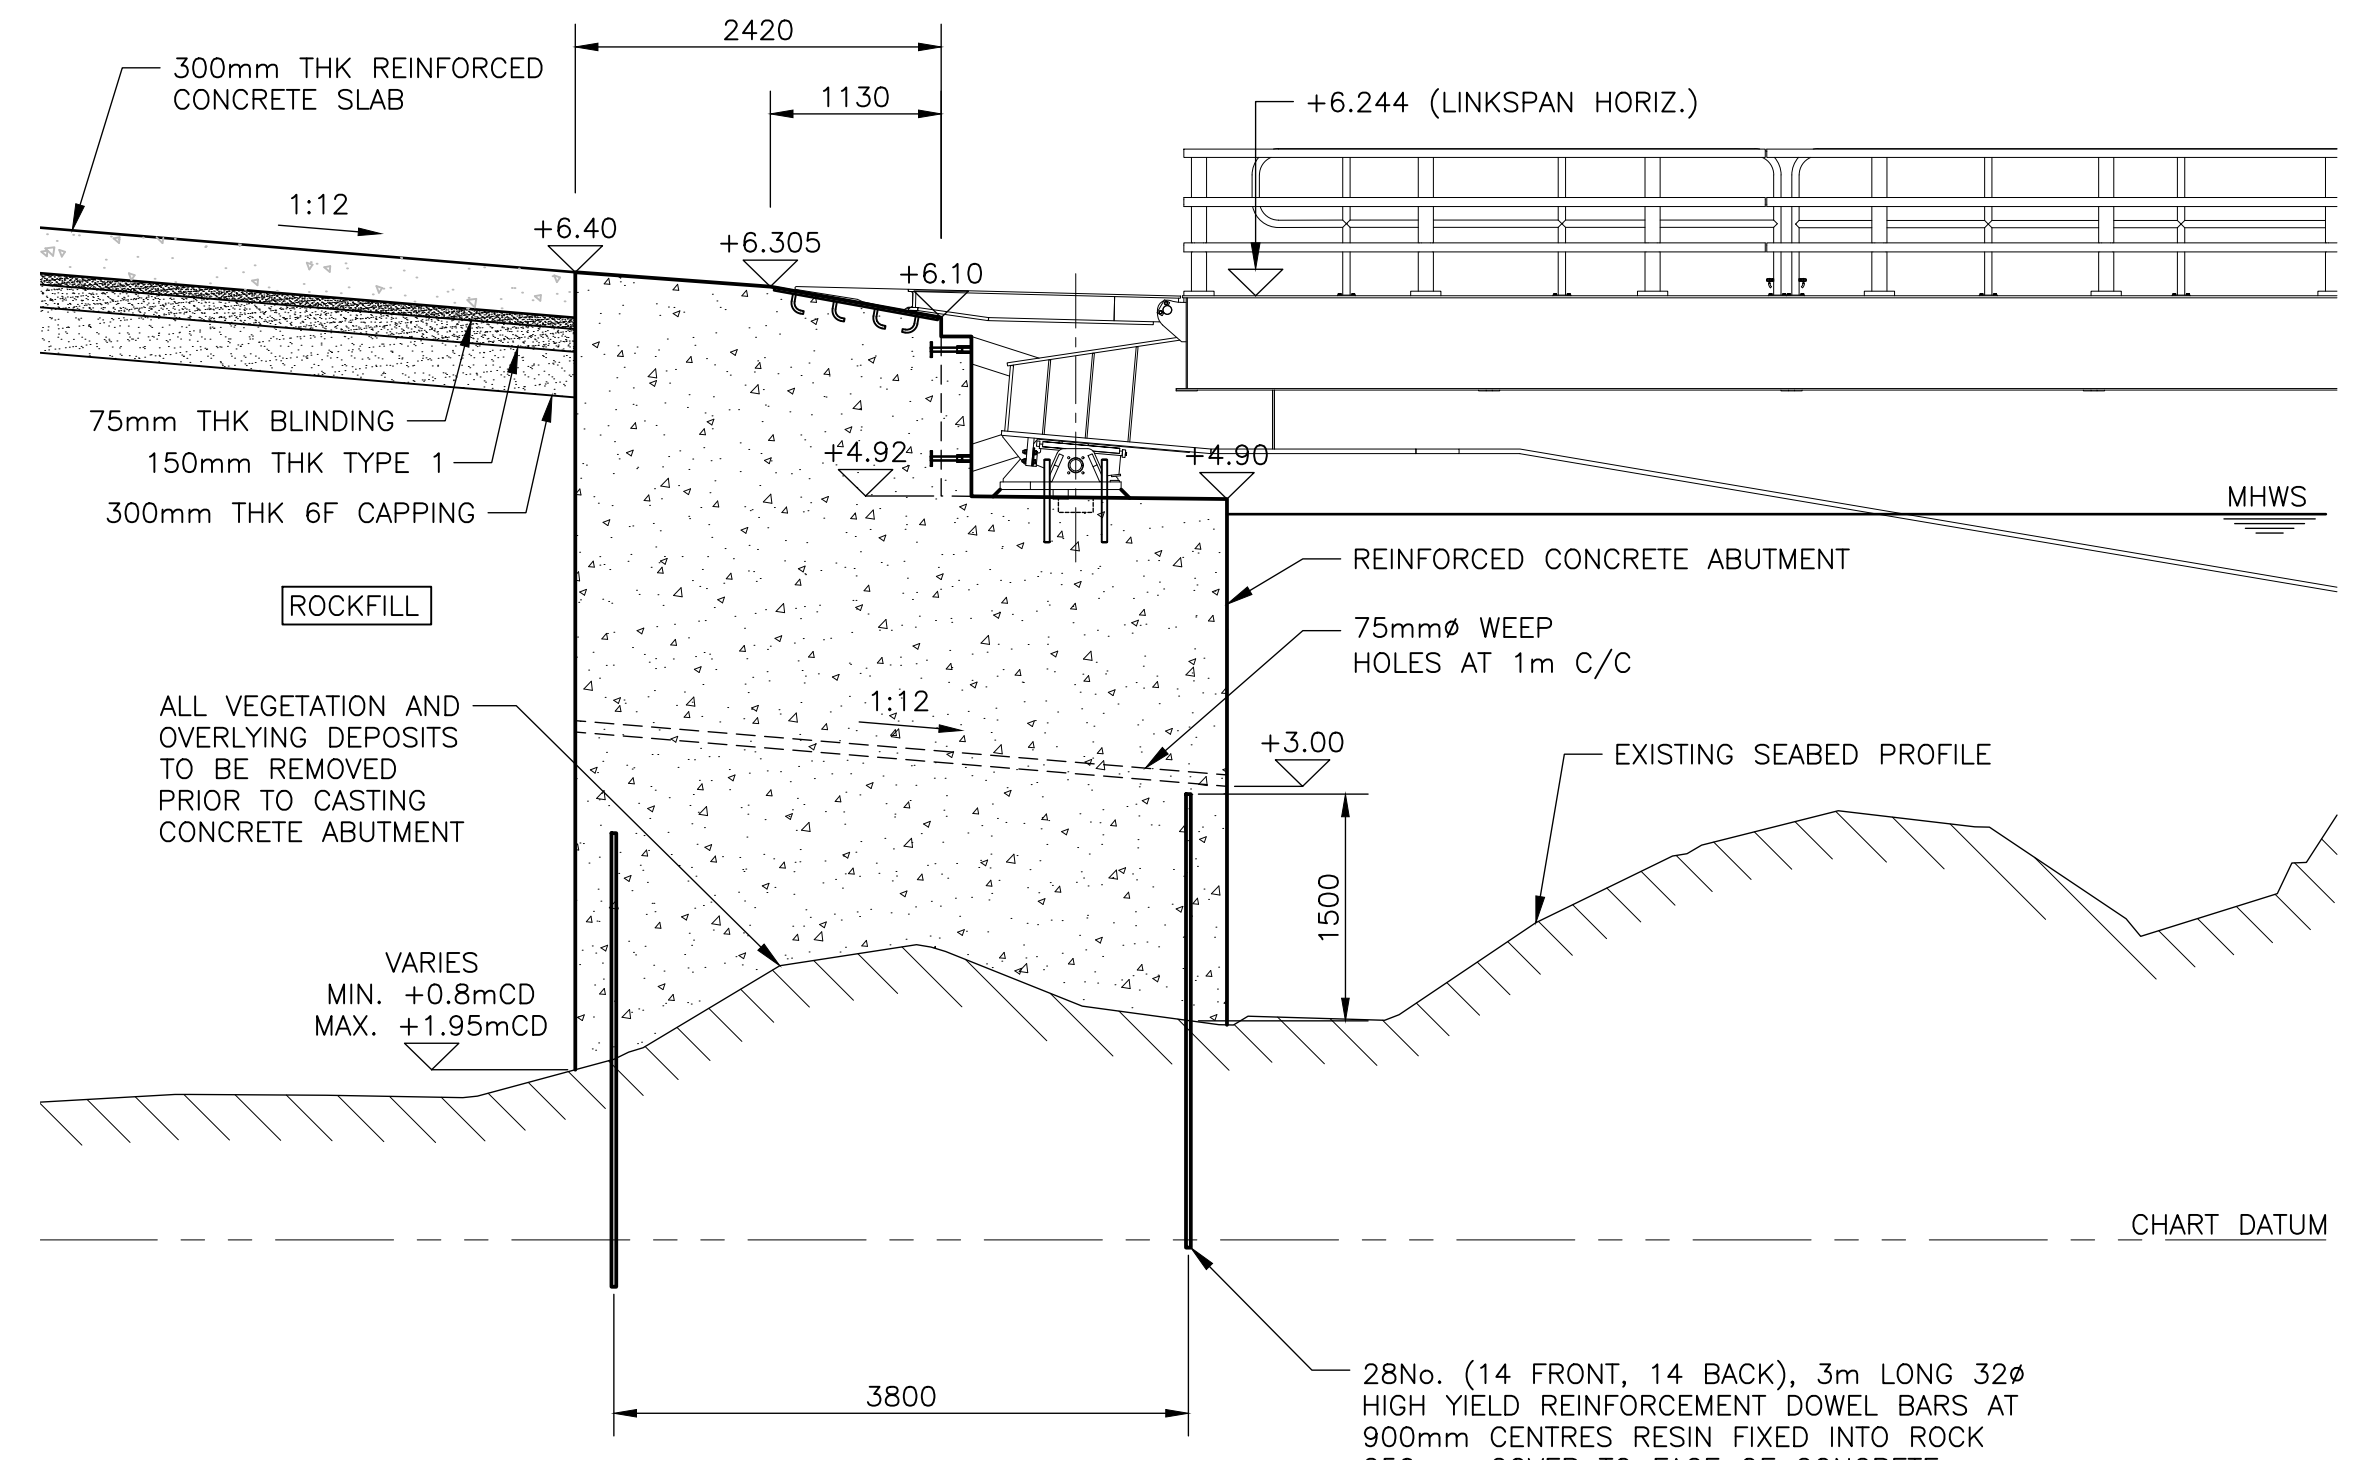 2420
300mm THK REINFORCED
CONCRETE SLAB
1130
+6.244 (LINKSPAN HORIZ.)
1:12
+6.40
+6.305
+6.10
75mm THK BLINDING
150mm THK TYPE 1
300mm THK 6F CAPPING
+4.92
+4.90
MHWS
REINFORCED CONCRETE ABUTMENT
ROCKFILL
75mmø WEEP
HOLES AT 1m C/C
ALL VEGETATION AND
OVERLYING DEPOSITS
TO BE REMOVED
PRIOR TO CASTING
CONCRETE ABUTMENT
1:12
+3.00
EXISTING SEABED PROFILE
1500
VARIES
MIN. +0.8mCD
MAX. +1.95mCD
CHART DATUM
3800
28No. (14 FRONT, 14 BACK), 3m LONG 32ø
HIGH YIELD REINFORCEMENT DOWEL BARS AT
900mm CENTRES RESIN FIXED INTO ROCK
COVER TO FACE OF CONCRETE